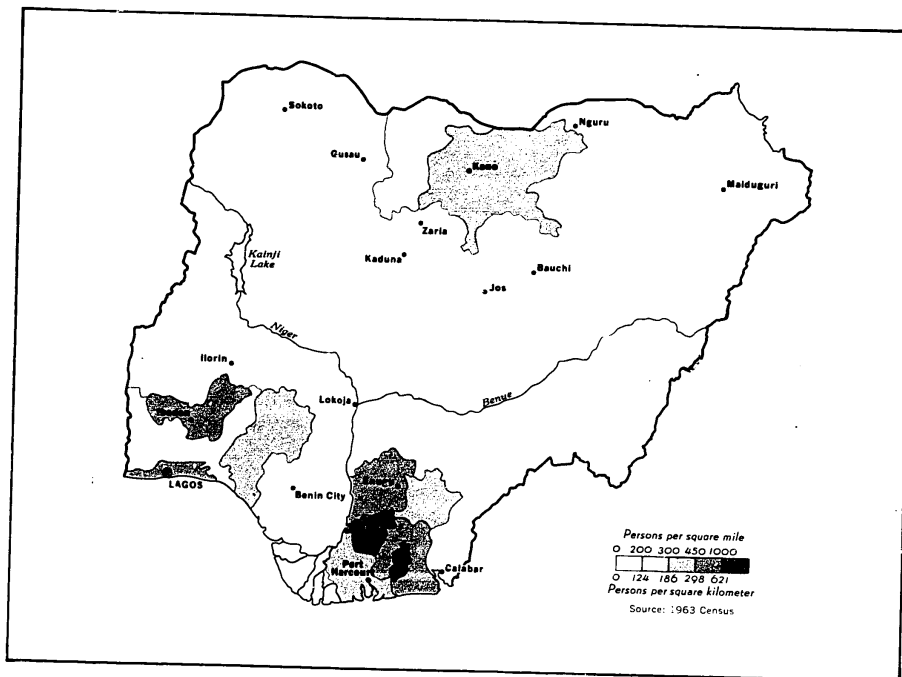 Sokoto
Nguru
Gusau
Kano
Maiduguri
Zaria
Kainji
Lake
Kaduna
Bauchi
Jos
Niger
Ilorin
Lokoja
Benue
Ibadan
Enugu
LAGOS
Benin City
Port
Harcourt
Calabar
Persons per square mile
0 200 300 450 1000
0 124 186 298 621
Persons per square kilometer
Source: 1963 Census